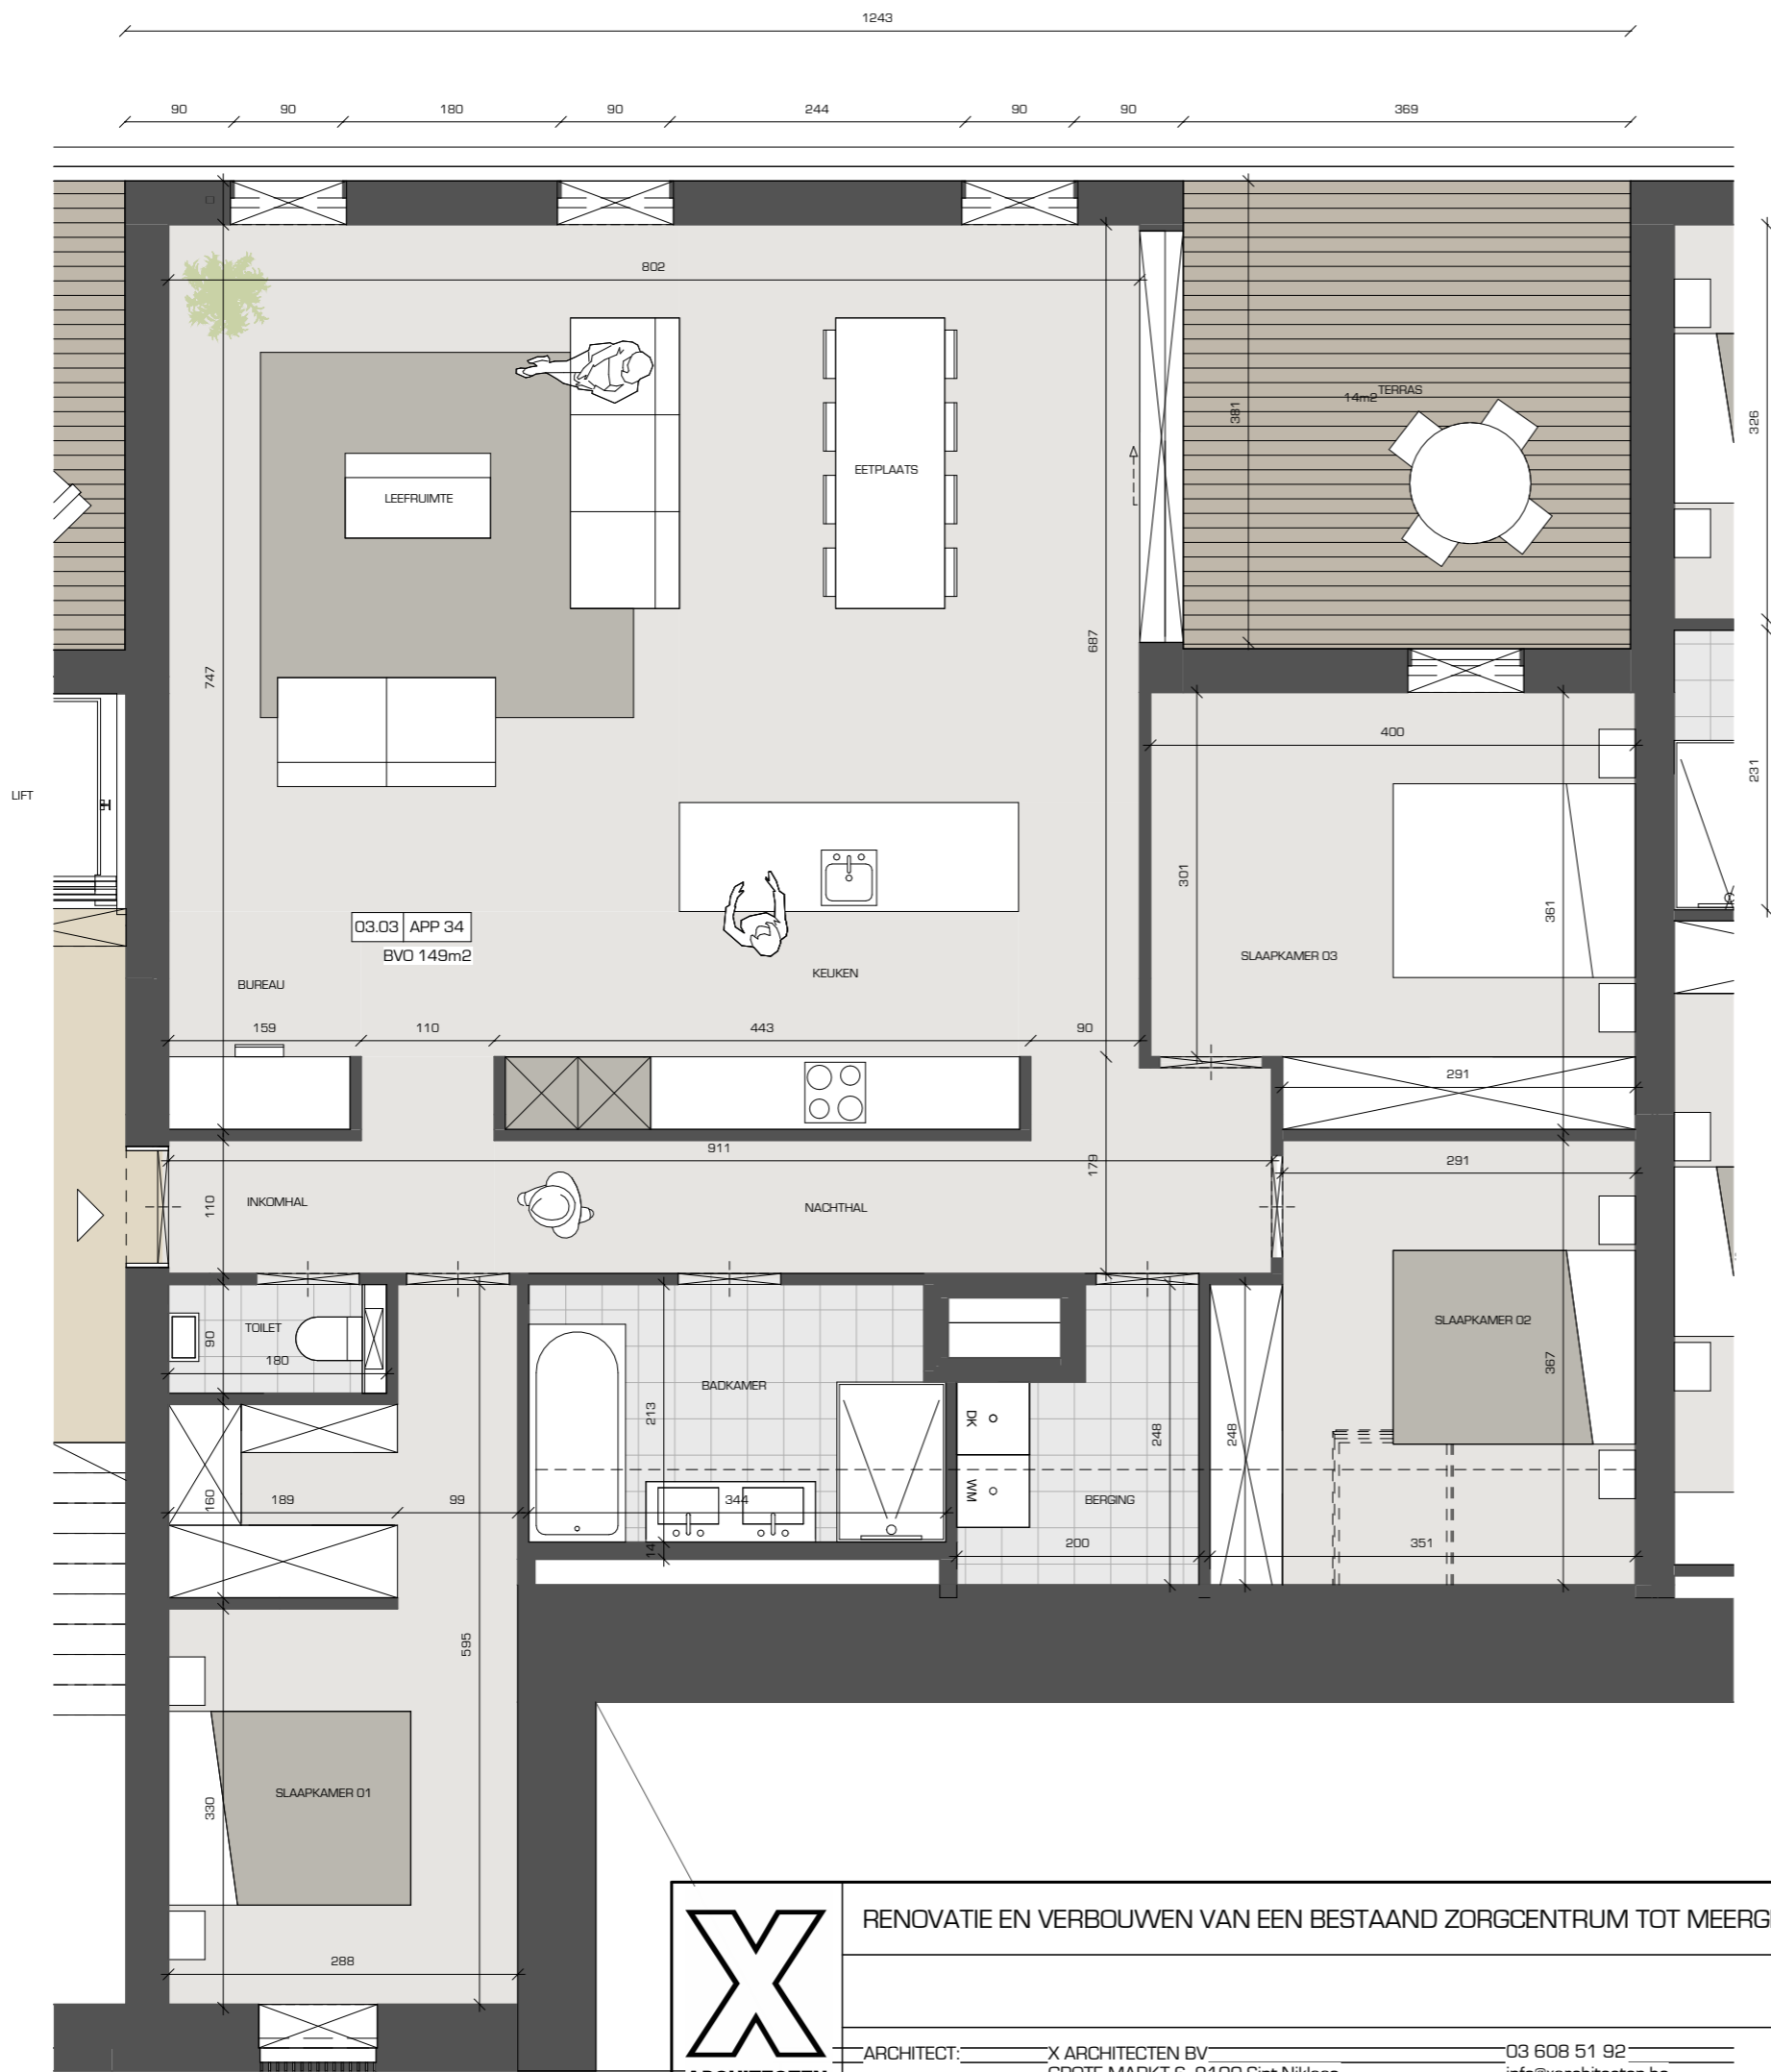 1243
90 90 180 90 244 90 90 369
802
TERRAS
14m2
381
326
EETPLAATS
LEEFRUIMTE
747
687
400
231
LIFT
301
361
03.03 APP 34
BVO 149m2
BUREAU
KEUKEN
SLAAPKAMER 03
159 110 443 90
291
911
179
291
110
INKOMHAL
NACHTHAL
TOILET
90
180
SLAAPKAMER 02
367
BADKAMER
213
DK
248
248
WM
BERGING
160
189 99 344
14
200
351
595
SLAAPKAMER 01
330
288
RENOVATIE EN VERBOUWEN VAN EEN BESTAAND ZORGCENTRUM TOT MEERG
X
ARCHITECT: X ARCHITECTEN BV 03 608 51 92
ARCHITECTEN